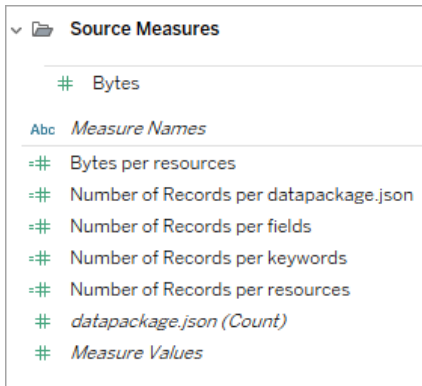 Source Measures
# Bytes
Abc Measure Names
=# Bytes per resources
=# Number of Records per datapackage.json
=# Number of Records per fields
=# Number of Records per keywords
=# Number of Records per resources
# datapackage.json (Count)
# Measure Values